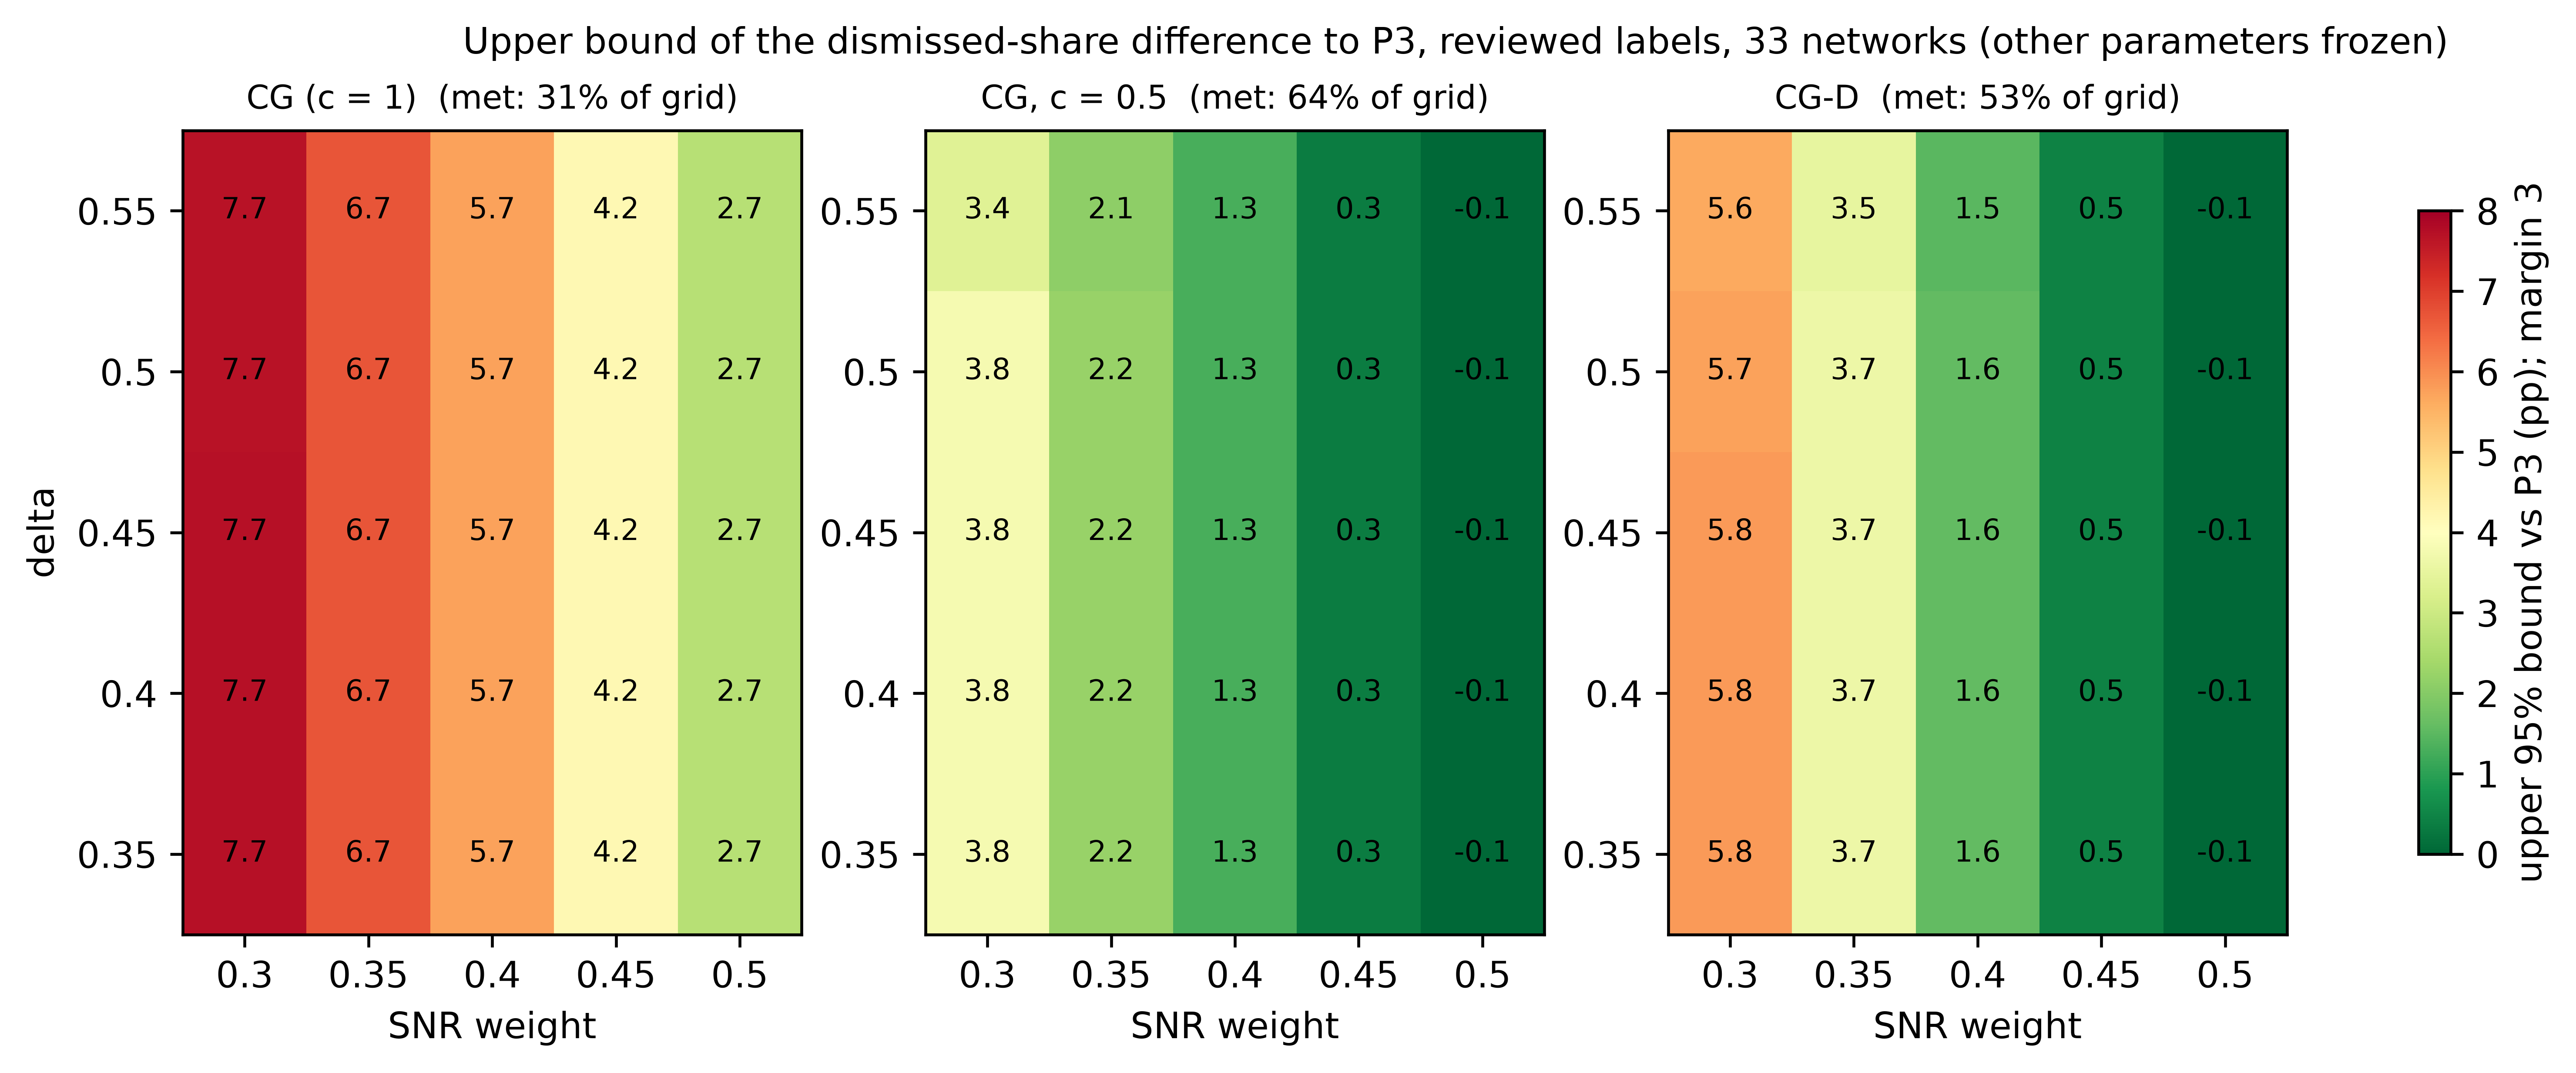 Upper bound of the dismissed-share difference to P3, reviewed labels, 33 networks (other parameters frozen)
CG (c = 1)  (met: 31% of grid)
0.55 7.7 6.7 5.7 4.2 2.7
0.5 7.7 6.7 5.7 4.2 2.7
0.45 7.7 6.7 5.7 4.2 2.7
0.4 7.7 6.7 5.7 4.2 2.7
0.35 7.7 6.7 5.7 4.2 2.7
0.3 0.35 0.4 0.45 0.5
SNR weight
delta
CG, c = 0.5  (met: 64% of grid)
0.55 3.4 2.1 1.3 0.3 -0.1
0.5 3.8 2.2 1.3 0.3 -0.1
0.45 3.8 2.2 1.3 0.3 -0.1
0.4 3.8 2.2 1.3 0.3 -0.1
0.35 3.8 2.2 1.3 0.3 -0.1
0.3 0.35 0.4 0.45 0.5
SNR weight
CG-D  (met: 53% of grid)
0.55 5.6 3.5 1.5 0.5 -0.1
0.5 5.7 3.7 1.6 0.5 -0.1
0.45 5.8 3.7 1.6 0.5 -0.1
0.4 5.8 3.7 1.6 0.5 -0.1
0.35 5.8 3.7 1.6 0.5 -0.1
0.3 0.35 0.4 0.45 0.5
SNR weight
8
7
6
5
4
3
2
1
0
upper 95% bound vs P3 (pp); margin 3